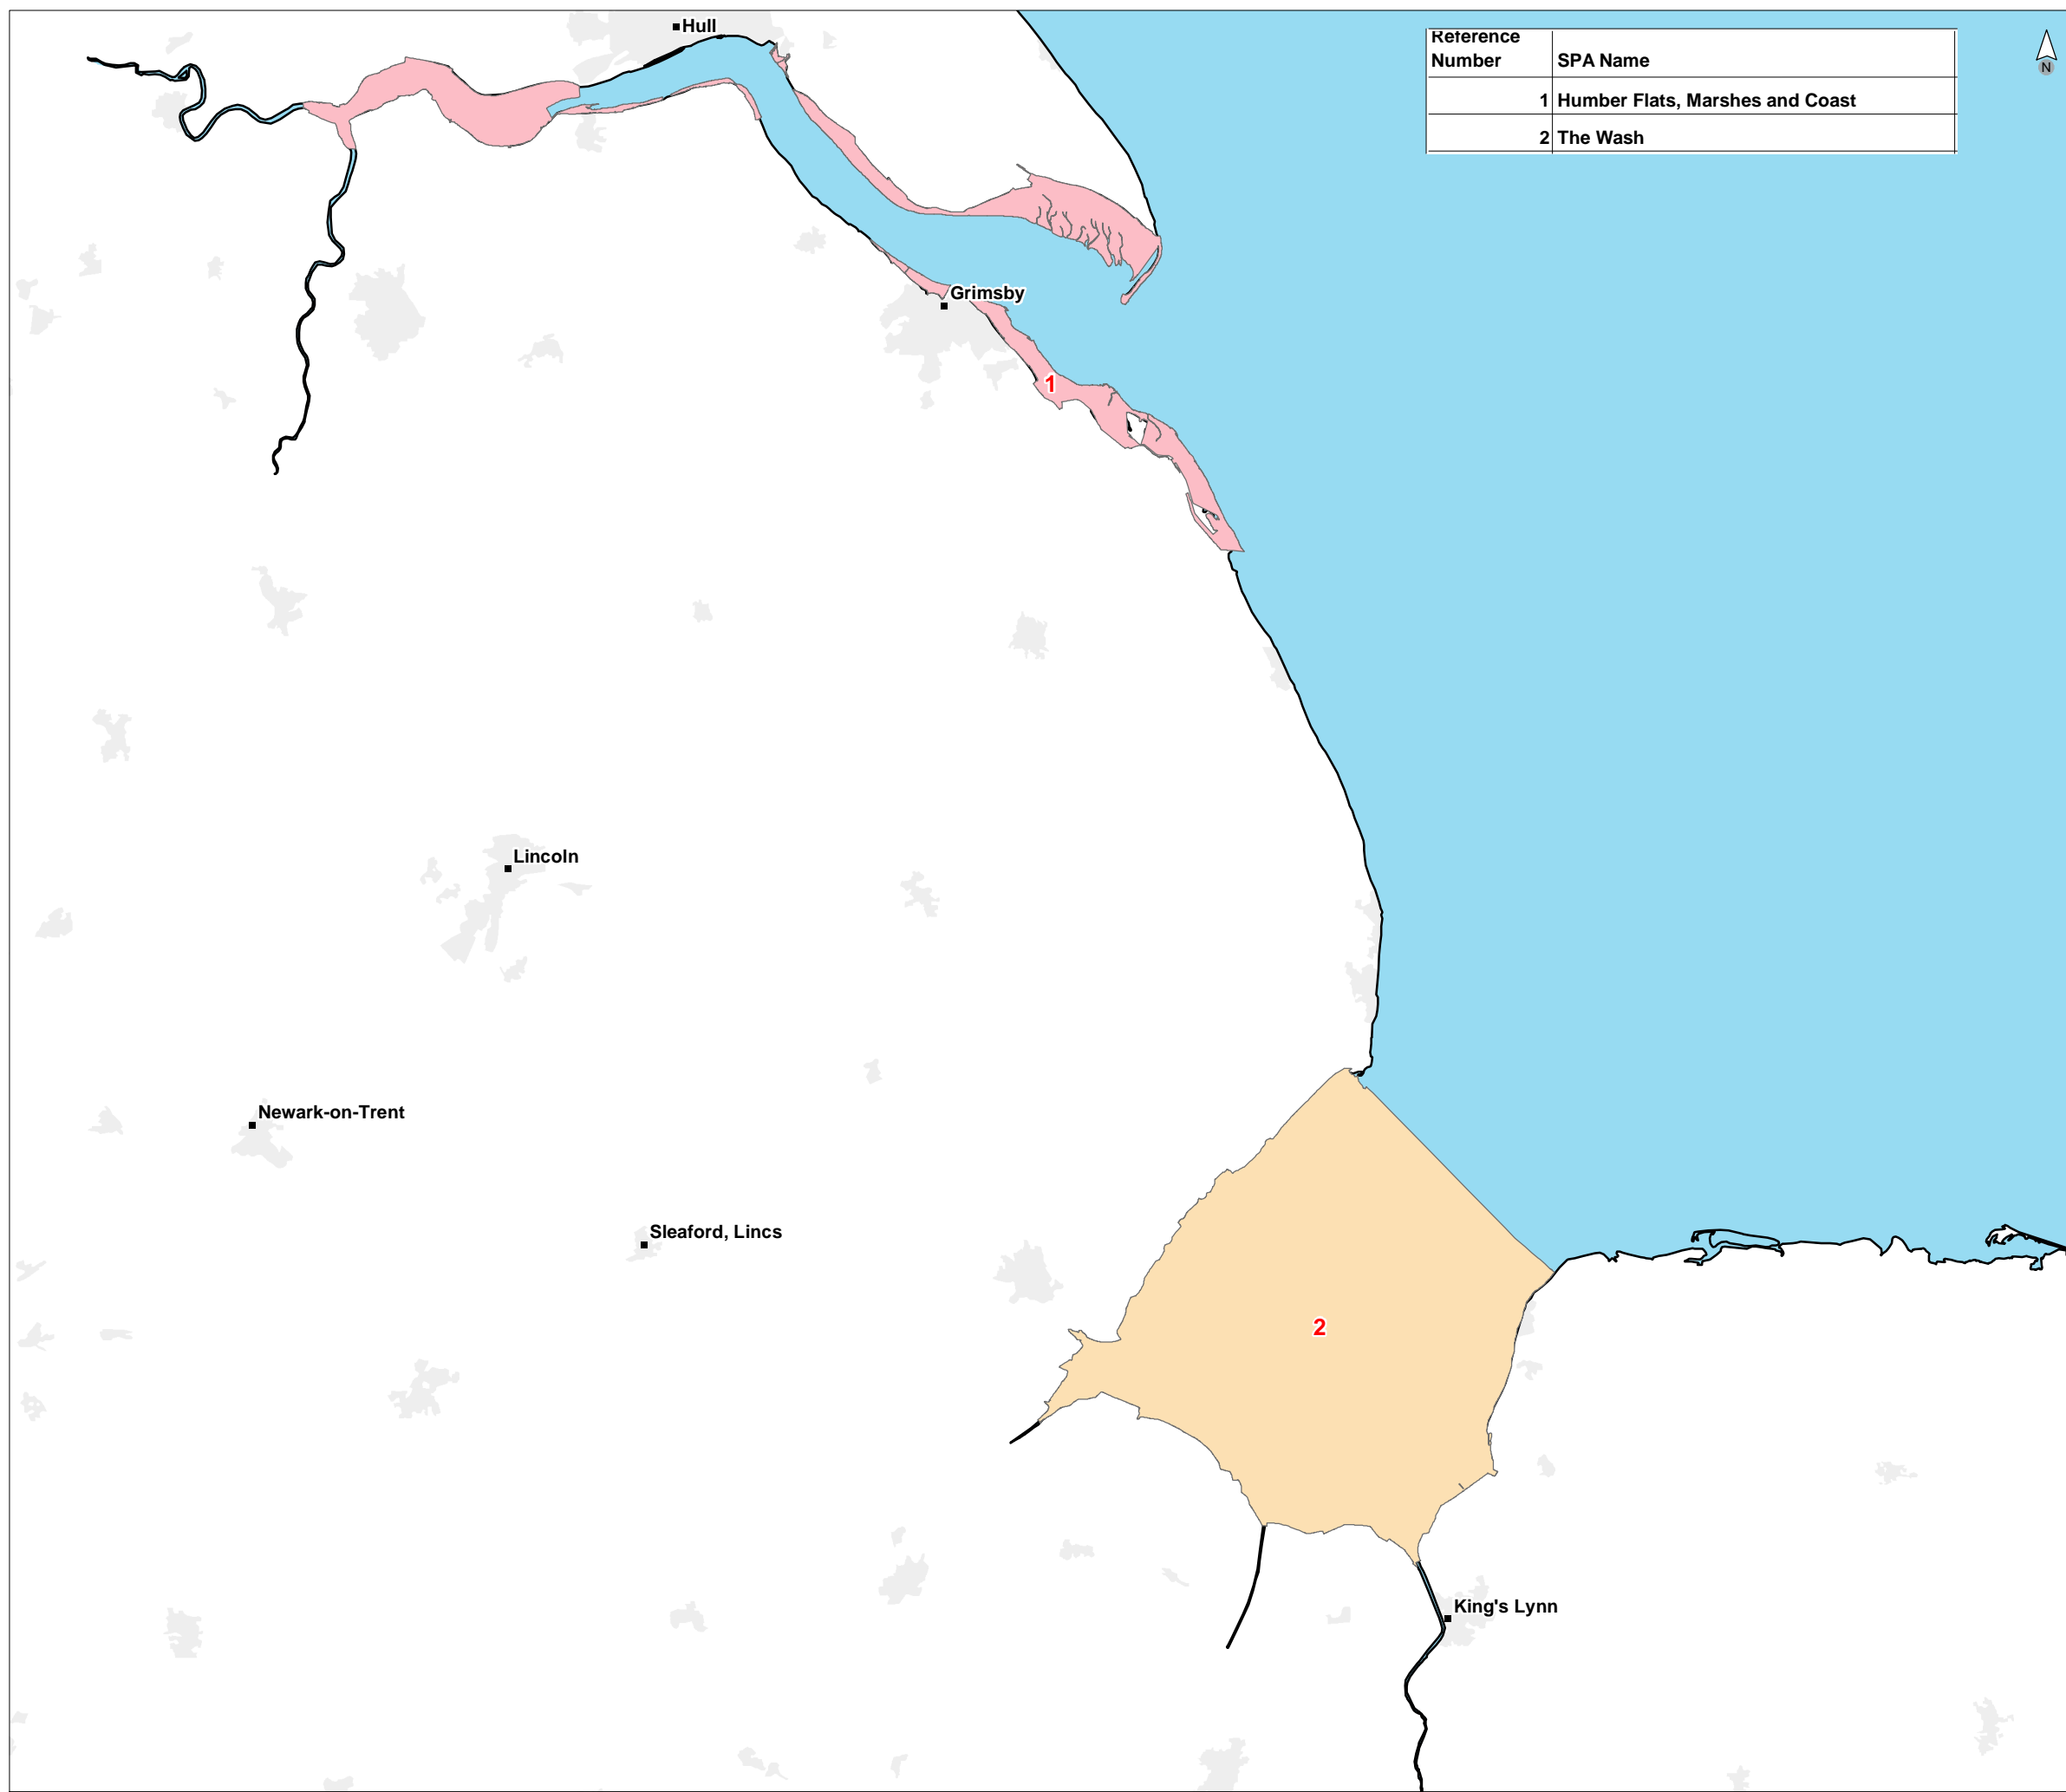 Hull
Reference
Number SPA Name
1 Humber Flats, Marshes and Coast
2 The Wash
N
Grimsby
1
Lincoln
Newark-on-Trent
Sleaford, Lincs
2
King's Lynn